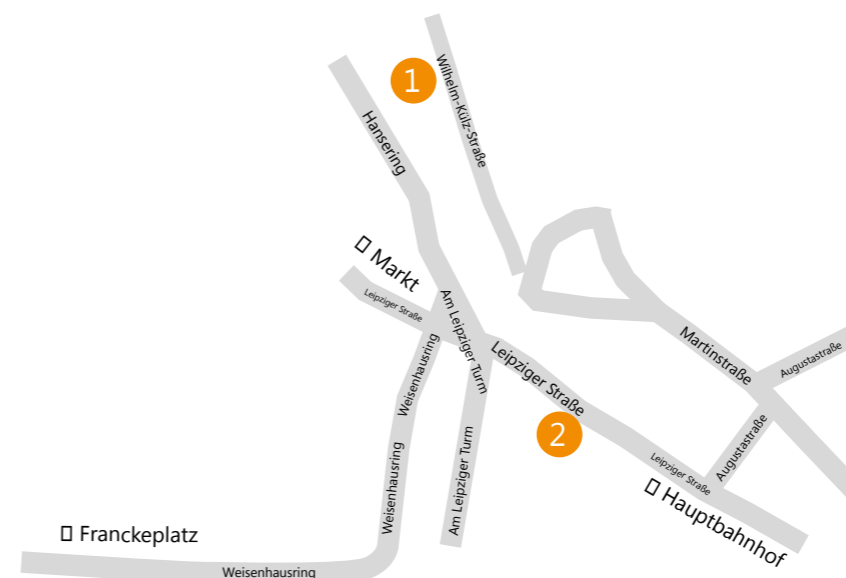 1
Wilhelm-Külz-Straße
Hansering
Markt
Leipziger Straße
Am Leipziger Turm
Weisenhausring
Leipziger Straße
Martinstraße
Augustastraße
2
Augustastraße
Am Leipziger Turm
Weisenhausring
Leipziger Straße
Hauptbahnhof
Franckeplatz
Weisenhausring